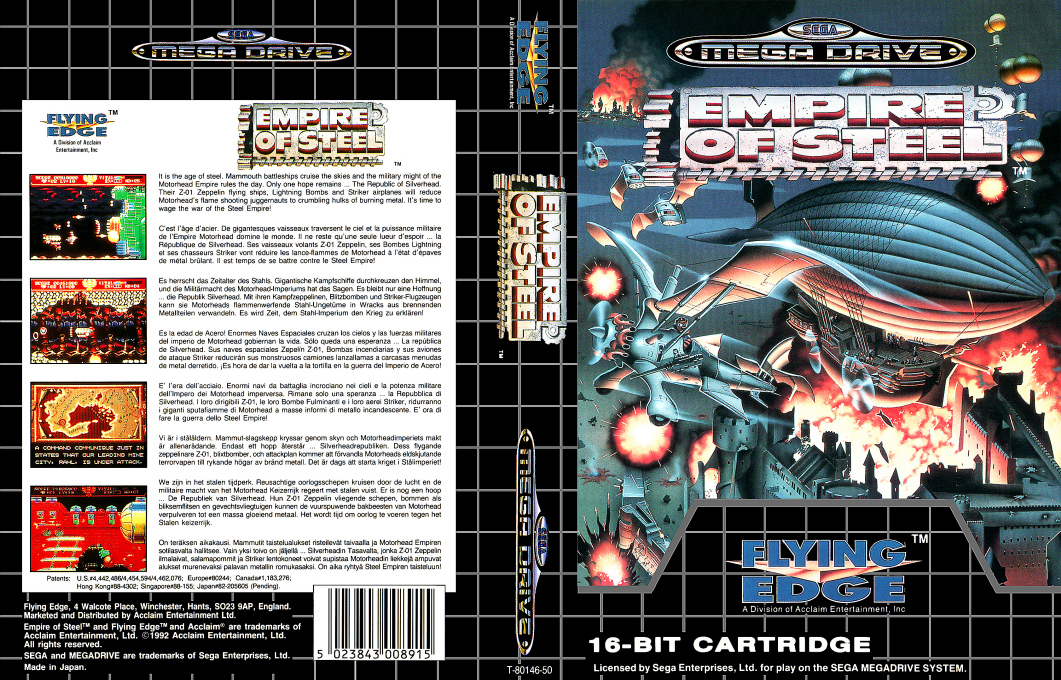 SEGA
MEGA DRIVE
FLYING
EDGE
TM
A Division of Acclaim
Entertainment, Inc
EMPIRE
OF STEEL
TM
It is the age of steel. Mammouth battleships cruise the skies and the military might of the
Motorhead Empire rules the day. Only one hope remains ... The Republic of Silverhead.
Their Z-01 Zeppelin flying ships, Lightning Bombs and Striker airplanes will reduce
Motorhead's flame shooting juggernauts to crumbling hulks of burning metal. It's time to
wage the war of the Steel Empire!
C'est l'âge d'acier. De gigantesques vaisseaux traversent le ciel et la puissance militaire
de l'Empire Motorhead domine le monde. Il ne reste qu'une seule lueur d'espoir ... la
République de Silverhead. Ses vaisseaux volants Z-01 Zeppelin, ses Bombes Lightning
et ses chasseurs Striker vont réduire les lance-flammes de Motorhead à l'état d'épaves
de métal brûlant. Il est temps de se battre contre le Steel Empire!
Es herrscht das Zeitalter des Stahls. Gigantische Kampfschiffe durchkreuzen den Himmel,
und die Militärmacht des Motorhead-Imperiums hat das Sagen. Es bleibt nur eine Hoffnung
... die Republik Silverhead. Mit ihren Kampfzeppelinen, Blitzbomben und Striker-Flugzeugen
kann sie Motorheads flammenwerfende Stahl-Ungetüme in Wracks aus brennenden
Metallteilen verwandeln. Es wird Zeit, dem Stahl-Imperium den Krieg zu erklären!
Es la edad de Acero! Enormes Naves Espaciales cruzan los cielos y las fuerzas militares
del imperio de Motorhead gobiernan la vida. Sólo queda una esperanza ... La república
de Silverhead. Sus naves espaciales Zepelín Z-01, Bombas incendiarias y sus aviones
de ataque Striker reducirán sus monstruosos camiones lanzallamas a carcasas menudas
de metal derretido. ¡Es hora de dar la vuelta a la tortilla en la guerra del Imperio de Acero!
E' l'era dell'acciaio. Enormi navi da battaglia incrociano nei cieli e la potenza militare
dell'Impero dei Motorhead imperversa. Rimane solo una speranza ... la Repubblica di
Silverhead. I loro dirigibili Z-01, le loro Bombe Fulminanti e i loro aerei Striker, ridurranno
i giganti sputafiamme di Motorhead a masse informi di metallo incandescente. E' ora di
fare la guerra dello Steel Empire!
Vi är i stålåldern. Mammut-slagskepp kryssar genom skyn och Motorheadimperiets makt
är allenarådande. Endast ett hopp återstår ... Silverheadrepubliken. Dess flygande
zeppelinare Z-01, blixtbomber, och attackplan kommer att förvandla Motorheads eldskjutande
terrorvapen till rykande högar av bränd metall. Det är dags att starta kriget i Stålimperiet!
We zijn in het stalen tijdperk. Reusachtige oorlogsschepen kruisen door de lucht en de
militaire macht van het Motorhead Keizerrijk regeert met stalen vuist. Er is nog een hoop
... De Republiek van Silverhead. Hun Z-01 Zeppelin vliegende schepen, bommen als
bliksemflitsen en gevechtsvliegtuigen kunnen de vuurspuwende bakbeesten van Motorhead
verpulveren tot een massa gloeiend metaal. Het wordt tijd om oorlog te voeren tegen het
Stalen keizerrijk.
On teräksen aikakausi. Mammutit taistelualukset risteilevät taivaalla ja Motorhead Empiren
sotilasvalta hallitsee. Vain yksi toivo on jäljellä ... Silverheadin Tasavalta, jonka Z-01 Zeppelin
ilmalaivat, salamapommit ja Striker lentokoneet voivat supistaa Motorheadin liekkejä ampuvat
alukset murenevaksi palavan metallin romukasaksi. On aika ryhtyä Steel Empiren taisteluun!
A COMMAND COMMUNIQUE JUST IN
STATES THAT OUR LEADING MINE
CITY, RAHL, IS UNDER ATTACK.
Patents: U.S.#4,442,486/4,454,594/4,462,076; Europe#80244; Canada#1,183,276;
Hong Kong#88-4302; Singapore#88-155; Japan#82-205605 (Pending).
Flying Edge, 4 Walcote Place, Winchester, Hants, SO23 9AP, England.
Marketed and Distributed by Acclaim Entertainment Ltd.
Empire of Steel™ and Flying Edge™ and Acclaim® are trademarks of
Acclaim Entertainment, Ltd. ©1992 Acclaim Entertainment, Ltd.
All rights reserved.
SEGA and MEGADRIVE are trademarks of Sega Enterprises, Ltd.
Made in Japan.
5 023843 008915
FLYING
EDGE
TM
A Division of Acclaim Entertainment, Inc
EMPIRE
OF STEEL
TM
SEGA
MEGA DRIVE
T-80146-50
SEGA
MEGA DRIVE
EMPIRE
OF STEEL
TM
FLYING
EDGE
TM
A Division of Acclaim Entertainment, Inc
16-BIT CARTRIDGE
Licensed by Sega Enterprises, Ltd. for play on the SEGA MEGADRIVE SYSTEM.